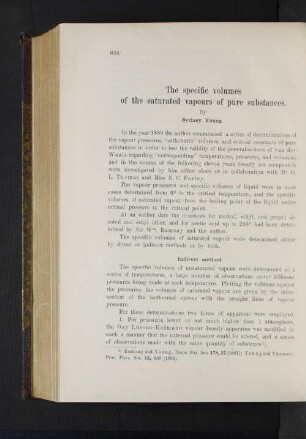 The specific volumes
of the saturated vapours of pure substances.
By
Sydney Young.
In the year 1883 the author commenced a series of determinations of
the vapour pressures, "orthobaric" volumes, and critical constants of pure
substances in order to test the validity of the generalisations of van der
Waals regarding "corresponding" temperatures, pressures, and volumes;
and in the course of the following years twenty six compounds
were investigated by him either alone or in collaboration with
L. Thomas and Miss E. C. Fortey.
The vapour pressures and specific volumes of liquid were in most
cases determined from 0° to the critical temperature, and the specific
volumes of saturated vapour from the boiling point of the liquid under
normal pressure to the critical point.
At an earlier date the constants for methyl, ethyl, and propyl alcohol
and ethyl ether, and for acetic acid up to 280° had been deter-
mined by Sir Wm. Ramsay and the author.
The specific volumes of saturated vapour were determined either
by direct or indirect methods or by both.
Indirect method.
The specific volumes of unsaturated vapour were determined at a
series of temperatures, a large number of observations under different
pressures being made at each temperature. Plotting the volumes against
the pressures, the volumes of saturated vapour are given by the inter-
section of the isothermal curves with the straight lines of vapour
pressure.
For these determinations two forms of apparatus were employed.
1. For pressures lower or not much higher than 1 atmosphere,
the Gay Lussac-Hofmann vapour density apparatus was modified in
such a manner that the external pressure could be altered, and a series
of observations made with the same quantity of substance
Ramsay and Young, Trans. Roy. Soc. 178, 57 (1887); Young and Thomas,
Proc. Phys. Soc.